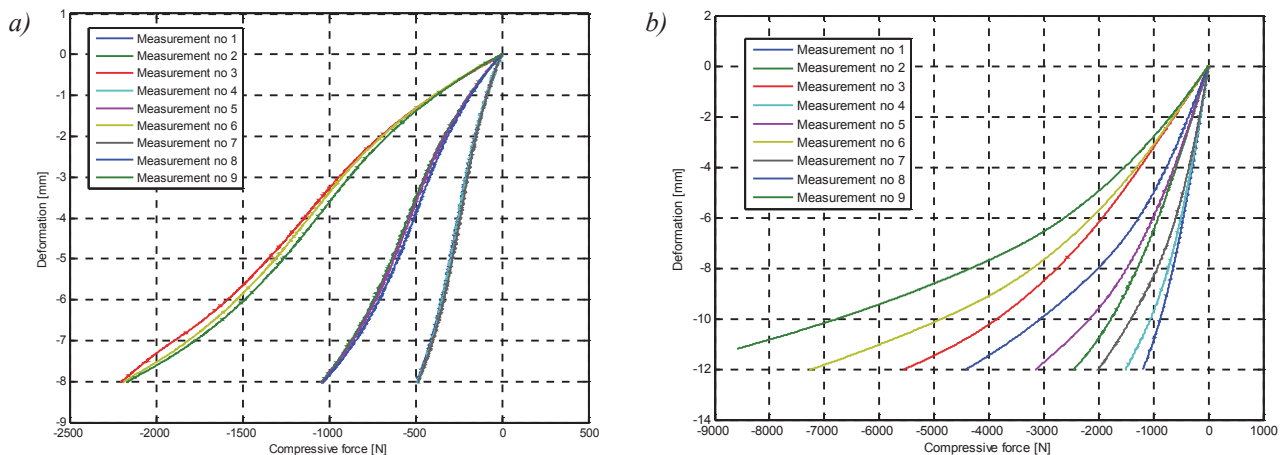 a)
1
0
-1
-2
-3
-4
-5
-6
-7
-8
-9
Deformation [mm]
Measurement no 1
Measurement no 2
Measurement no 3
Measurement no 4
Measurement no 5
Measurement no 6
Measurement no 7
Measurement no 8
Measurement no 9
-2500 -2000 -1500 -1000 -500 0 500
Compressive force [N]
b)
2
0
-2
-4
-6
-8
-10
-12
-14
Deformation [mm]
Measurement no 1
Measurement no 2
Measurement no 3
Measurement no 4
Measurement no 5
Measurement no 6
Measurement no 7
Measurement no 8
Measurement no 9
-9000 -8000 -7000 -6000 -5000 -4000 -3000 -2000 -1000 0 1000
Compressive force [N]